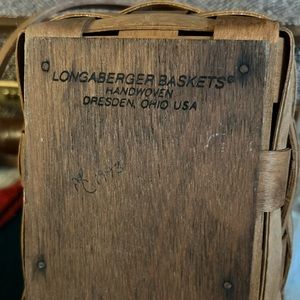 LONGABERGER BASKETS®
HANDWOVEN
DRESDEN, OHIO USA